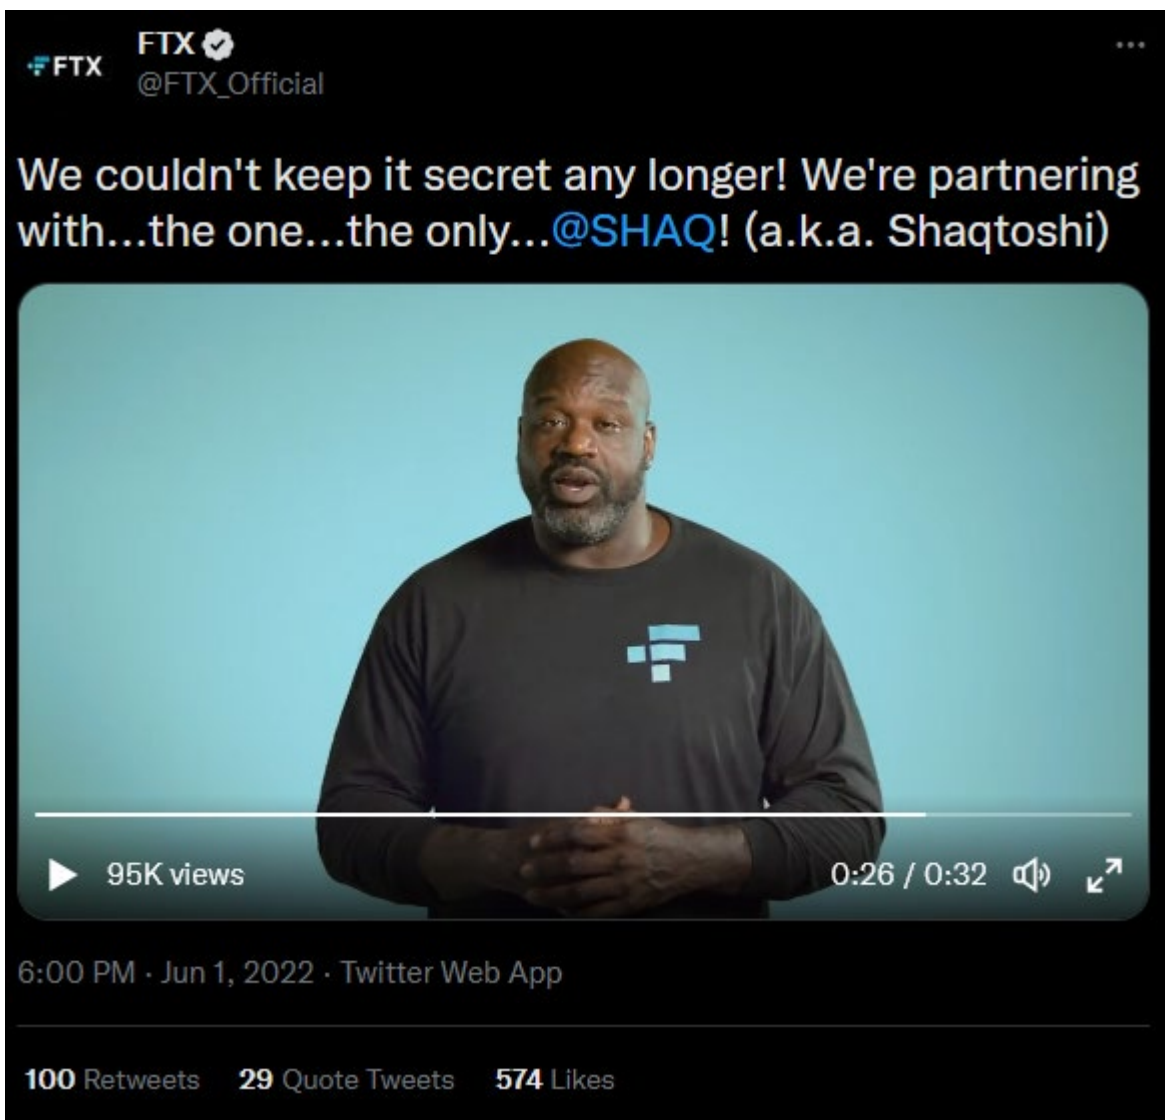 FTX
FTX
@FTX_Official
We couldn't keep it secret any longer! We're partnering
with...the one...the only...@SHAQ! (a.k.a. Shaqtoshi)
95K views
0:26 / 0:32
6:00 PM · Jun 1, 2022 · Twitter Web App
100 Retweets 29 Quote Tweets 574 Likes